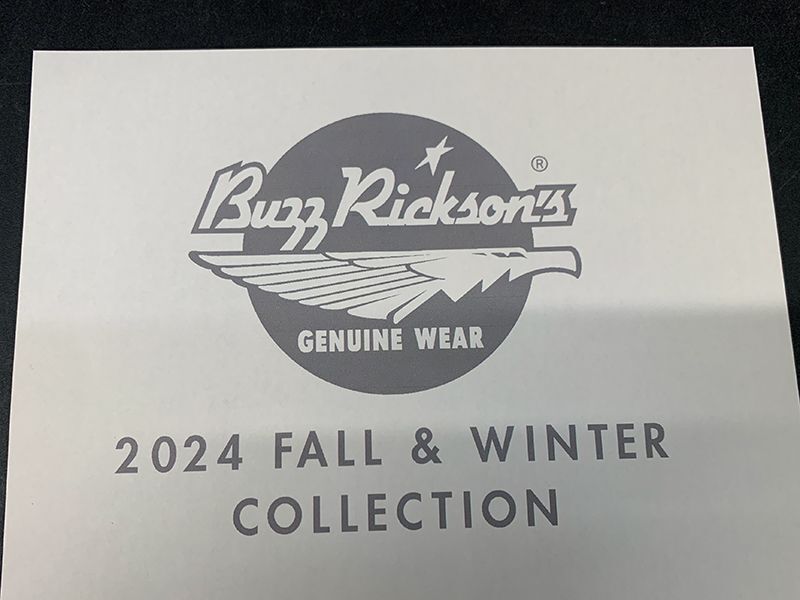 Buzz Rickson's ®
GENUINE WEAR
2024 FALL & WINTER
COLLECTION